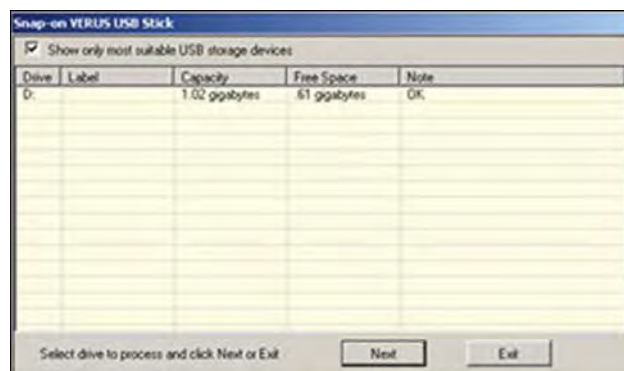 Snap-on VERUS USB Stick
Show only most suitable USB storage devices
Drive Label Capacity Free Space Note
D: 1.02 gigabytes .61 gigabytes OK
Select drive to process and click Next or Exit
Next Exit